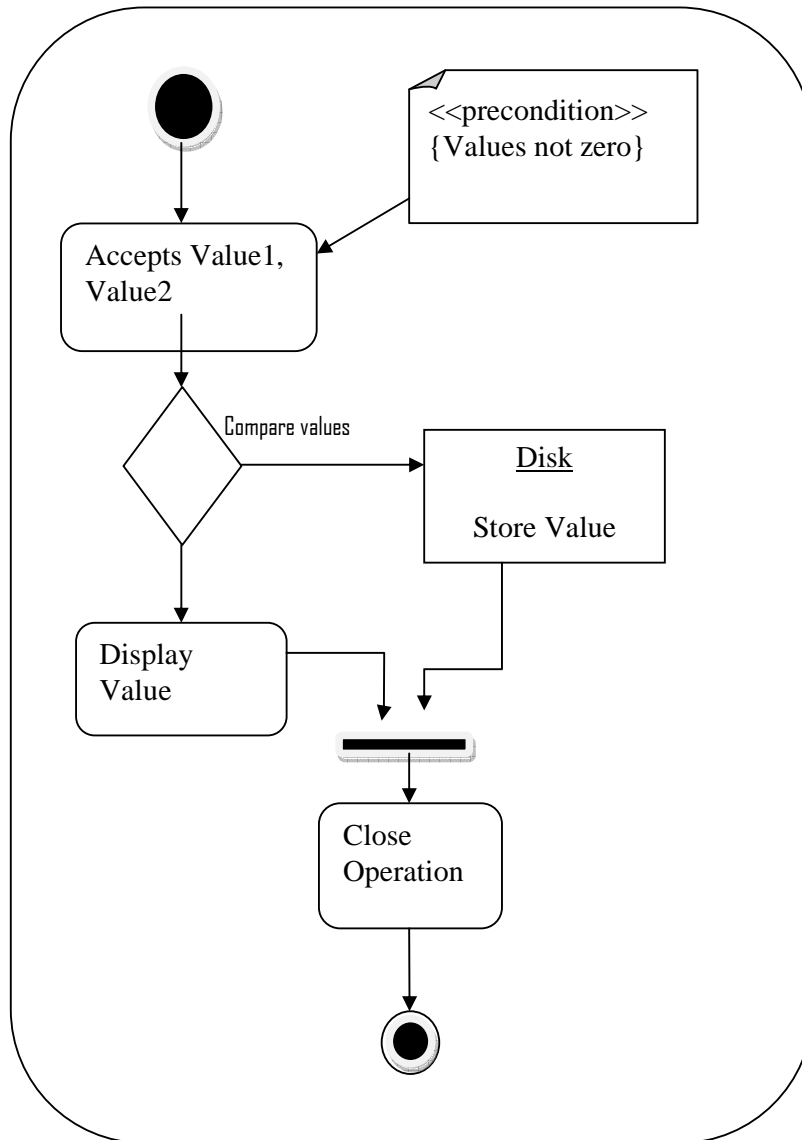 <<precondition>>
{Values not zero}
Accepts Value1,
Value2
Compare values
Disk
Store Value
Display
Value
Close
Operation